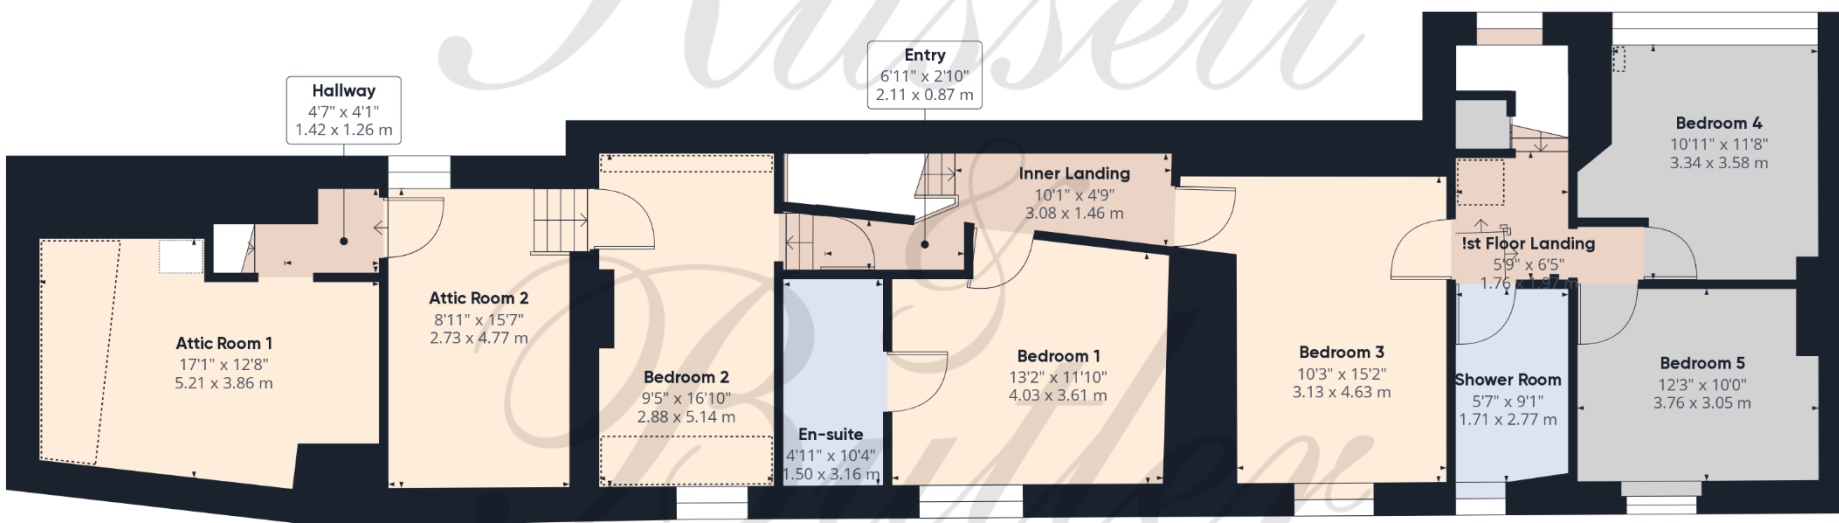 Russell
&
Butler
Hallway
4'7" x 4'1"
1.42 x 1.26 m
Entry
6'11" x 2'10"
2.11 x 0.87 m
Attic Room 1
17'1" x 12'8"
5.21 x 3.86 m
Attic Room 2
8'11" x 15'7"
2.73 x 4.77 m
Bedroom 2
9'5" x 16'10"
2.88 x 5.14 m
En-suite
4'11" x 10'4"
1.50 x 3.16 m
Inner Landing
10'1" x 4'9"
3.08 x 1.46 m
Bedroom 1
13'2" x 11'10"
4.03 x 3.61 m
Bedroom 3
10'3" x 15'2"
3.13 x 4.63 m
!st Floor Landing
5'9" x 6'5"
1.76 x 1.97 m
Shower Room
5'7" x 9'1"
1.71 x 2.77 m
Bedroom 4
10'11" x 11'8"
3.34 x 3.58 m
Bedroom 5
12'3" x 10'0"
3.76 x 3.05 m